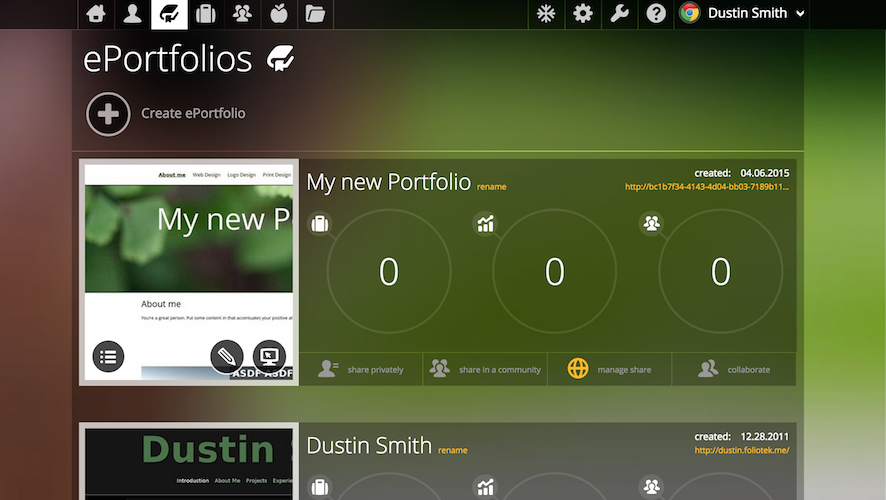 Dustin Smith
ePortfolios
Create ePortfolio
About me Web Design Logo Design Print Design
My new P
About me
You're a great person. Put some content in that accentuates your positive at
ASDF ASDF
My new Portfolio rename
created: 04.06.2015
http://bc1b7f34-4143-4d04-bb03-7189b11...
0 0 0
share privately share in a community manage share collaborate
Dustin
Introduction About Me Projects Experie
Dustin Smith rename
created: 12.28.2011
http://dustin.foliotek.me/